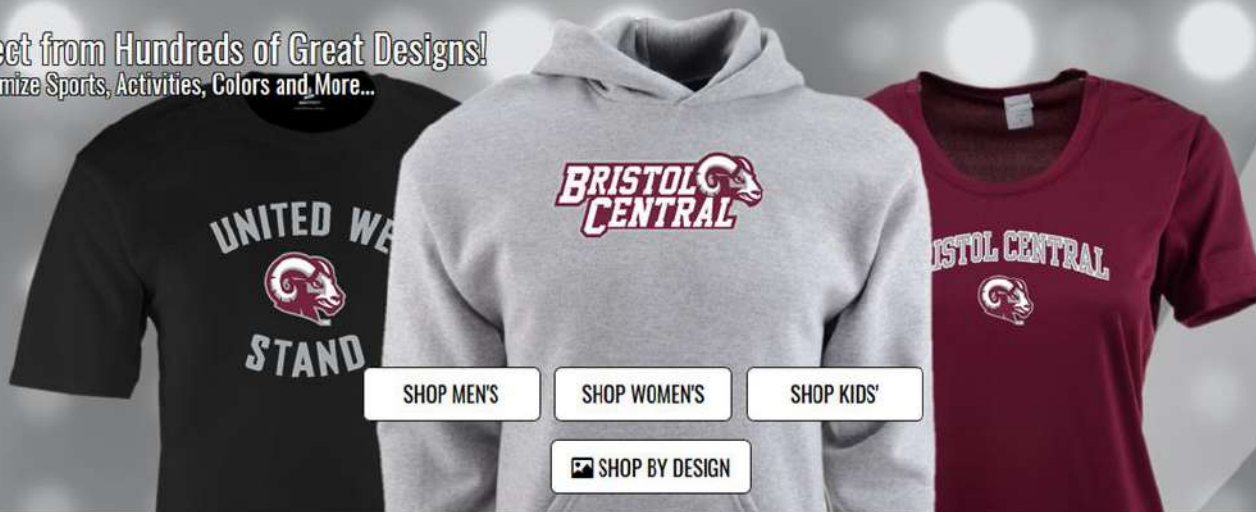 ect from Hundreds of Great Designs!
mize Sports, Activities, Colors and More...
UNITED WE
STAND
BRISTOL
CENTRAL
ISTOL CENTRAL
SHOP MEN'S
SHOP WOMEN'S
SHOP KIDS'
SHOP BY DESIGN